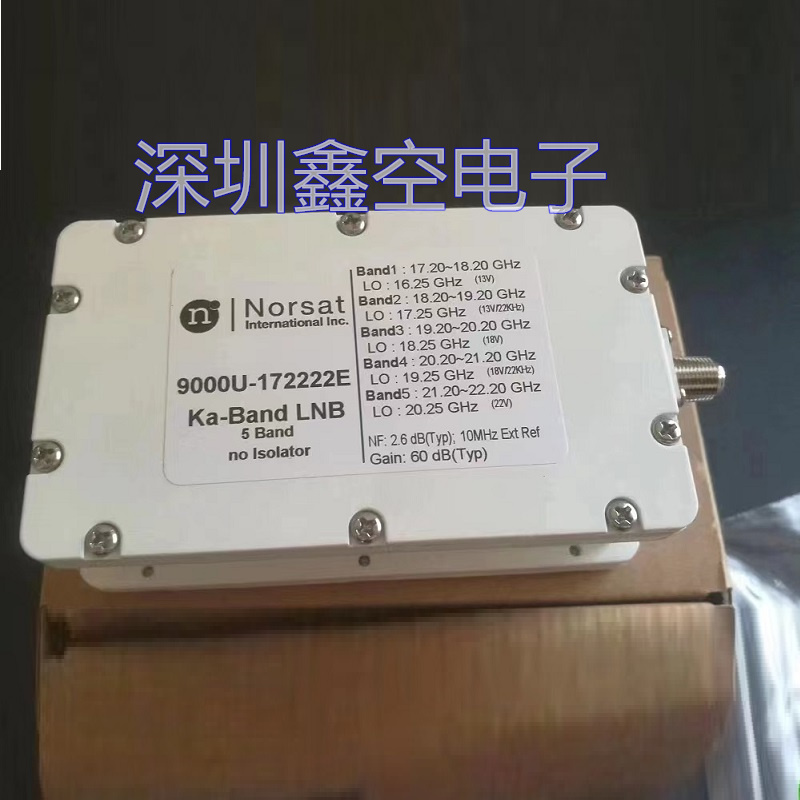 深圳鑫空电子
n
Norsat
International Inc.
9000U-172222E
Ka-Band LNB
5 Band
no Isolator
Band1 : 17.20~18.20 GHz
LO : 16.25 GHz (13V)
Band2 : 18.20~19.20 GHz
LO : 17.25 GHz (13V/22KHz)
Band3 : 19.20~20.20 GHz
LO : 18.25 GHz (18V)
Band4 : 20.20~21.20 GHz
LO : 19.25 GHz (18V/22KHz)
Band5 : 21.20~22.20 GHz
LO : 20.25 GHz (22V)
NF: 2.6 dB(Typ); 10MHz Ext Ref
Gain: 60 dB(Typ)